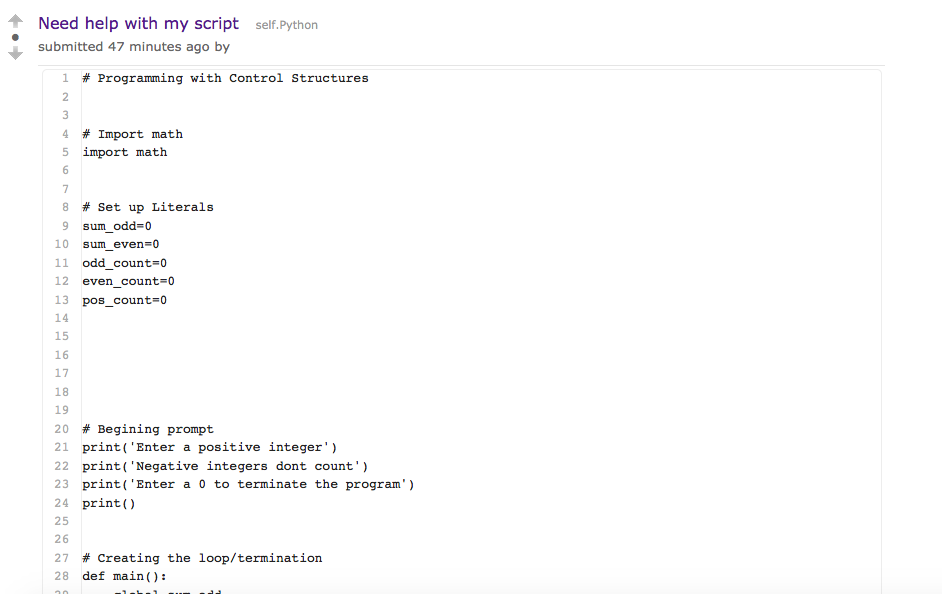 Need help with my script self.Python
submitted 47 minutes ago by
1 # Programming with Control Structures
2
3
4 # Import math
5 import math
6
7
8 # Set up Literals
9 sum_odd=0
10 sum_even=0
11 odd_count=0
12 even_count=0
13 pos_count=0
14
15
16
17
18
19
20 # Begining prompt
21 print('Enter a positive integer')
22 print('Negative integers dont count')
23 print('Enter a 0 to terminate the program')
24 print()
25
26
27 # Creating the loop/termination
28 def main():
29 global sum_odd